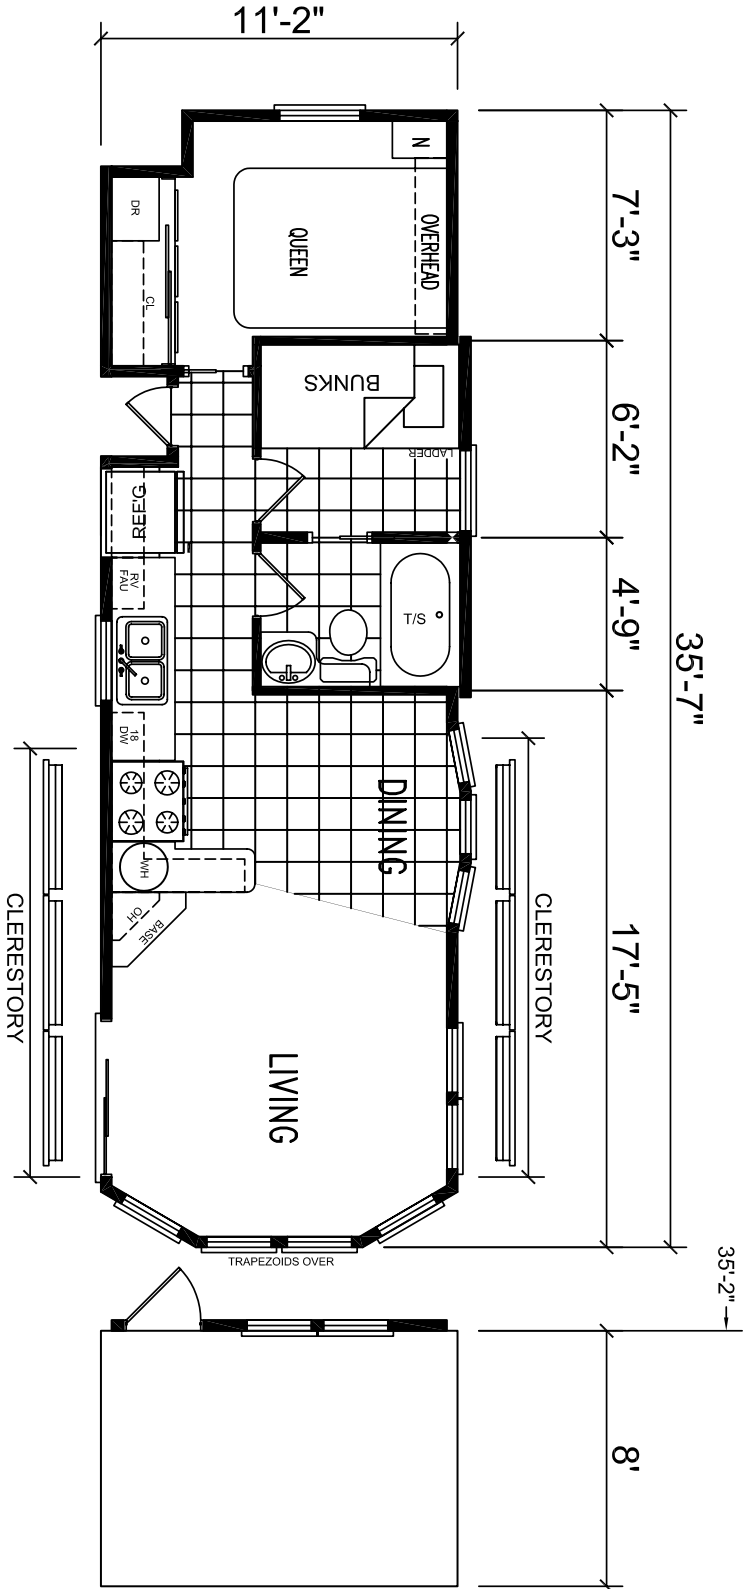 11'-2"
N
OVERHEAD
QUEEN
DR
CL
7'-3"
BUNKS
LADDER
6'-2"
REF'G
RV
FAU
T/S
4'-9"
35'-7"
18
DW
DINING
WH
OH
BASE
CLERESTORY
CLERESTORY
17'-5"
LIVING
TRAPEZOIDS OVER
35'-2"
8'